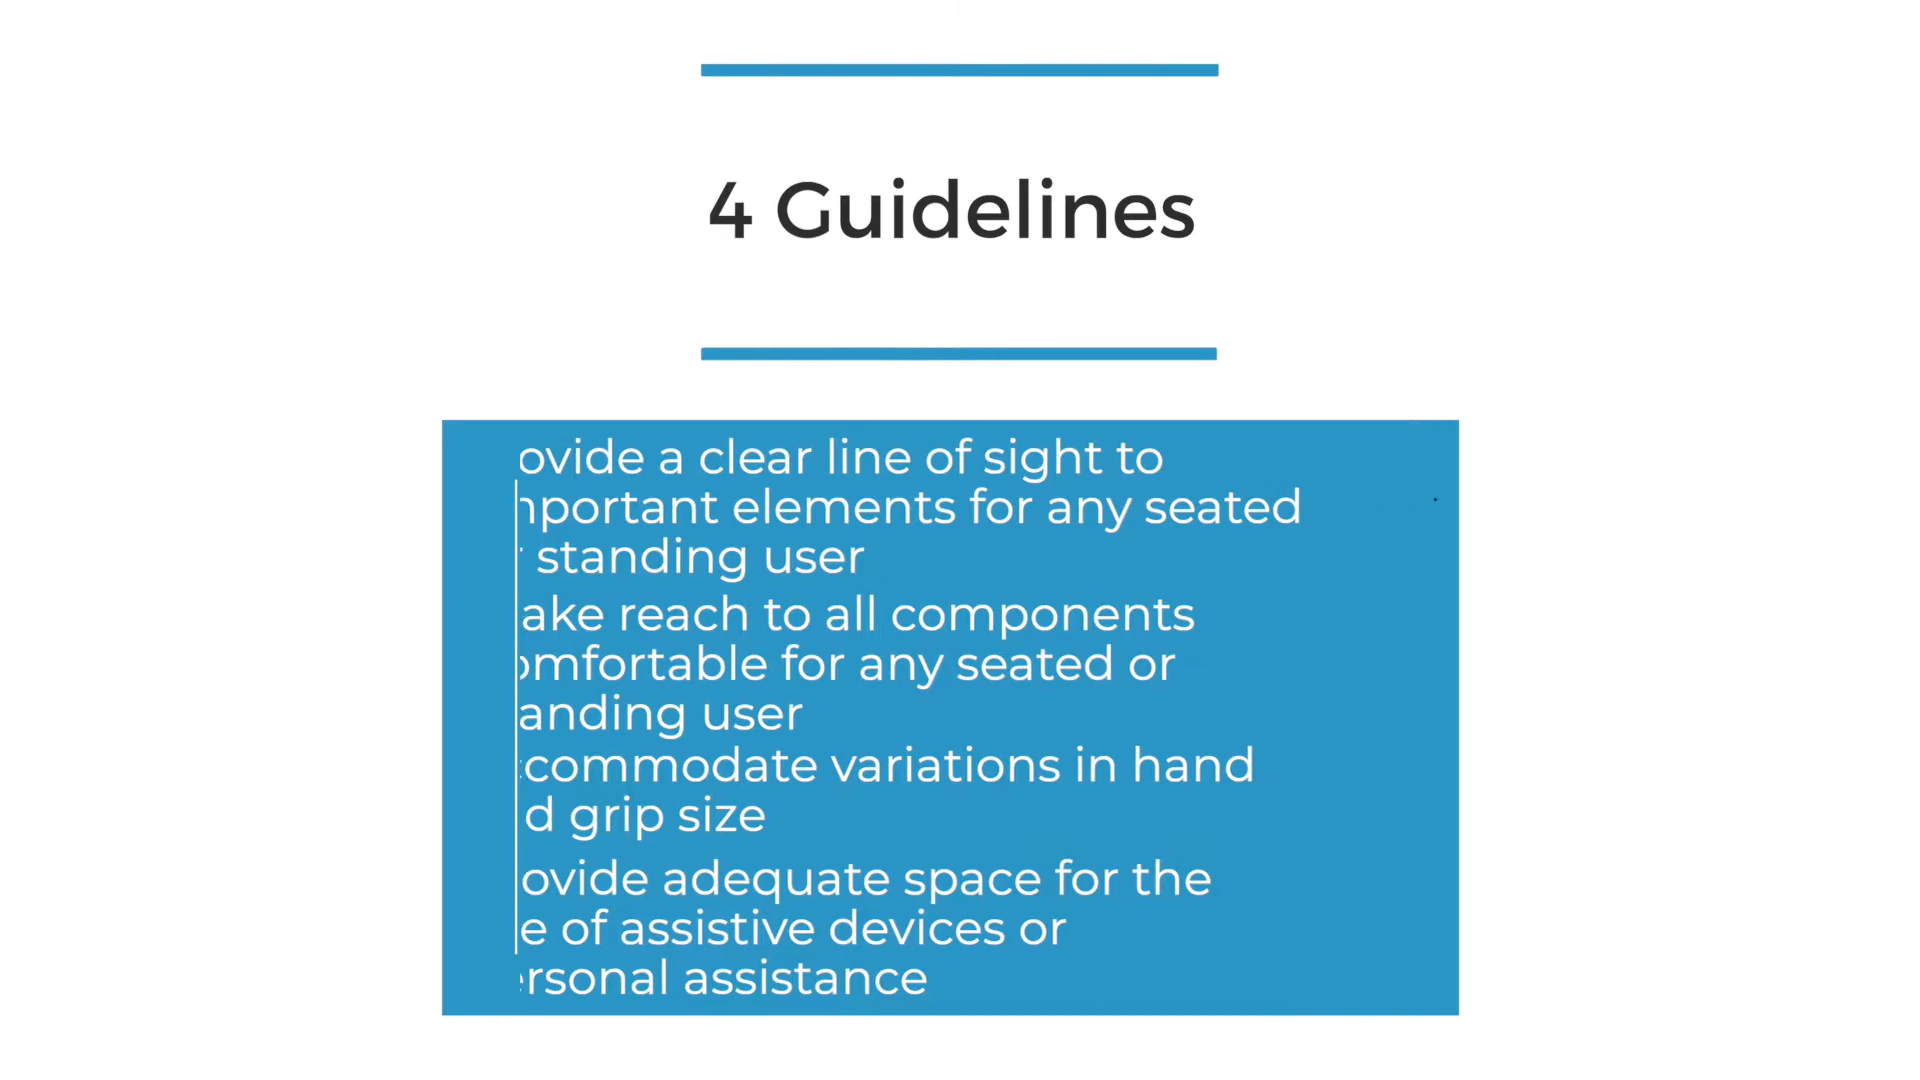 4 Guidelines
ovide a clear line of sight to
nportant elements for any seated
standing user
ake reach to all components
omfortable for any seated or
anding user
commodate variations in hand
d grip size
ovide adequate space for the
e of assistive devices or
rsonal assistance